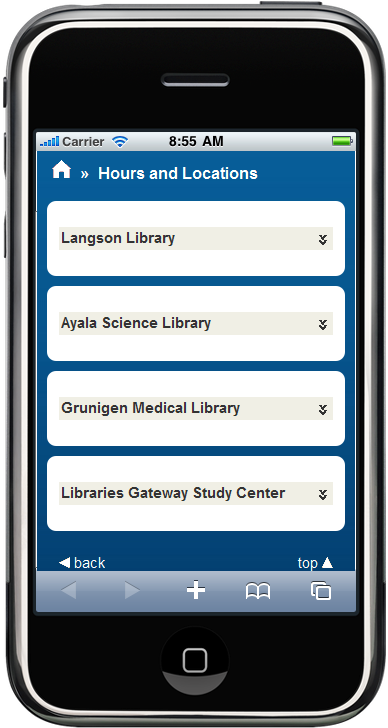 Carrier 8:55 AM
» Hours and Locations
Langson Library
Ayala Science Library
Grunigen Medical Library
Libraries Gateway Study Center
back top